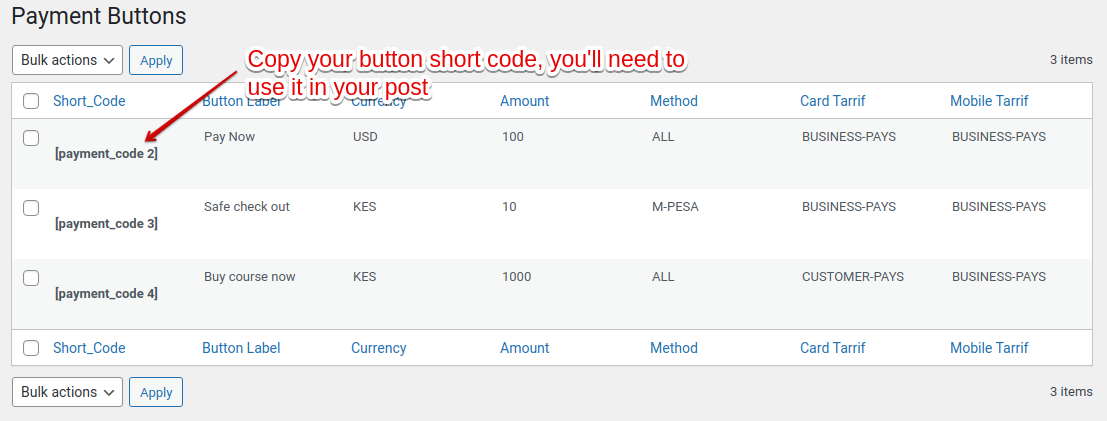 Payment Buttons
Bulk actions Apply 3 items
Copy your button short code, you'll need to
use it in your post
Short_Code Button Label Currency Amount Method Card Tarrif Mobile Tarrif
Pay Now USD 100 ALL BUSINESS-PAYS BUSINESS-PAYS
[payment_code 2]
Safe check out KES 10 M-PESA BUSINESS-PAYS BUSINESS-PAYS
[payment_code 3]
Buy course now KES 1000 ALL CUSTOMER-PAYS BUSINESS-PAYS
[payment_code 4]
Short_Code Button Label Currency Amount Method Card Tarrif Mobile Tarrif
Bulk actions Apply 3 items